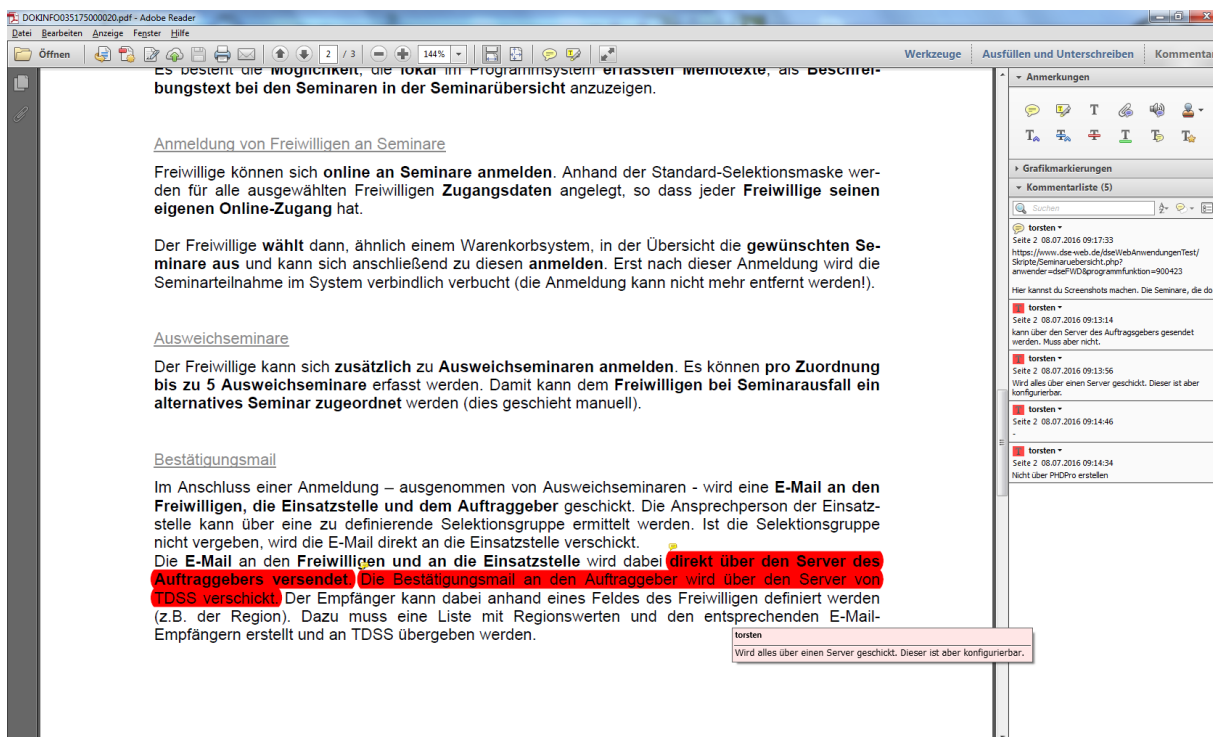 DOKINFO035175000020.pdf - Adobe Reader
Datei Bearbeiten Anzeige Fenster Hilfe
Öffnen 2 / 3 144% Werkzeuge Ausfüllen und Unterschreiben Kommentar
Es besteht die Möglichkeit, die lokal im Programmsystem erfassten Memotexte, als Beschrei-
bungstext bei den Seminaren in der Seminarübersicht anzuzeigen.
Anmeldung von Freiwilligen an Seminare
Freiwillige können sich online an Seminare anmelden. Anhand der Standard-Selektionsmaske wer-
den für alle ausgewählten Freiwilligen Zugangsdaten angelegt, so dass jeder Freiwillige seinen
eigenen Online-Zugang hat.
Der Freiwillige wählt dann, ähnlich einem Warenkorbsystem, in der Übersicht die gewünschten Se-
minare aus und kann sich anschließend zu diesen anmelden. Erst nach dieser Anmeldung wird die
Seminarteilnahme im System verbindlich verbucht (die Anmeldung kann nicht mehr entfernt werden!).
Ausweichseminare
Der Freiwillige kann sich zusätzlich zu Ausweichseminaren anmelden. Es können pro Zuordnung
bis zu 5 Ausweichseminare erfasst werden. Damit kann dem Freiwilligen bei Seminarausfall ein
alternatives Seminar zugeordnet werden (dies geschieht manuell).
Bestätigungsmail
Im Anschluss einer Anmeldung – ausgenommen von Ausweichseminaren - wird eine E-Mail an den
Freiwilligen, die Einsatzstelle und dem Auftraggeber geschickt. Die Ansprechperson der Einsatz-
stelle kann über eine zu definierende Selektionsgruppe ermittelt werden. Ist die Selektionsgruppe
nicht vergeben, wird die E-Mail direkt an die Einsatzstelle verschickt.
Die E-Mail an den Freiwilligen und an die Einsatzstelle wird dabei direkt über den Server des
Auftraggebers versendet. Die Bestätigungsmail an den Auftraggeber wird über den Server von
TDSS verschickt. Der Empfänger kann dabei anhand eines Feldes des Freiwilligen definiert werden
(z.B. der Region). Dazu muss eine Liste mit Regionswerten und den entsprechenden E-Mail-
Empfängern erstellt und an TDSS übergeben werden.
torsten
Wird alles über einen Server geschickt. Dieser ist aber konfigurierbar.
Anmerkungen
Grafikmarkierungen
Kommentarliste (5)
Suchen
torsten
Seite 2 08.07.2016 09:17:33
https://www.dse-web.de/dseWebAnwendungenTest/
Skripte/Seminaruebersicht.php?
anwender=dseFWD&programmfunktion=900423
Hier kannst du Screenshots machen. Die Seminare, die do
torsten
Seite 2 08.07.2016 09:13:14
kann über den Server des Auftragsgebers gesendet
werden. Muss aber nicht.
torsten
Seite 2 08.07.2016 09:13:56
Wird alles über einen Server geschickt. Dieser ist aber
konfigurierbar.
torsten
Seite 2 08.07.2016 09:14:46
-
torsten
Seite 2 08.07.2016 09:14:34
Nicht über PHDPro erstellen